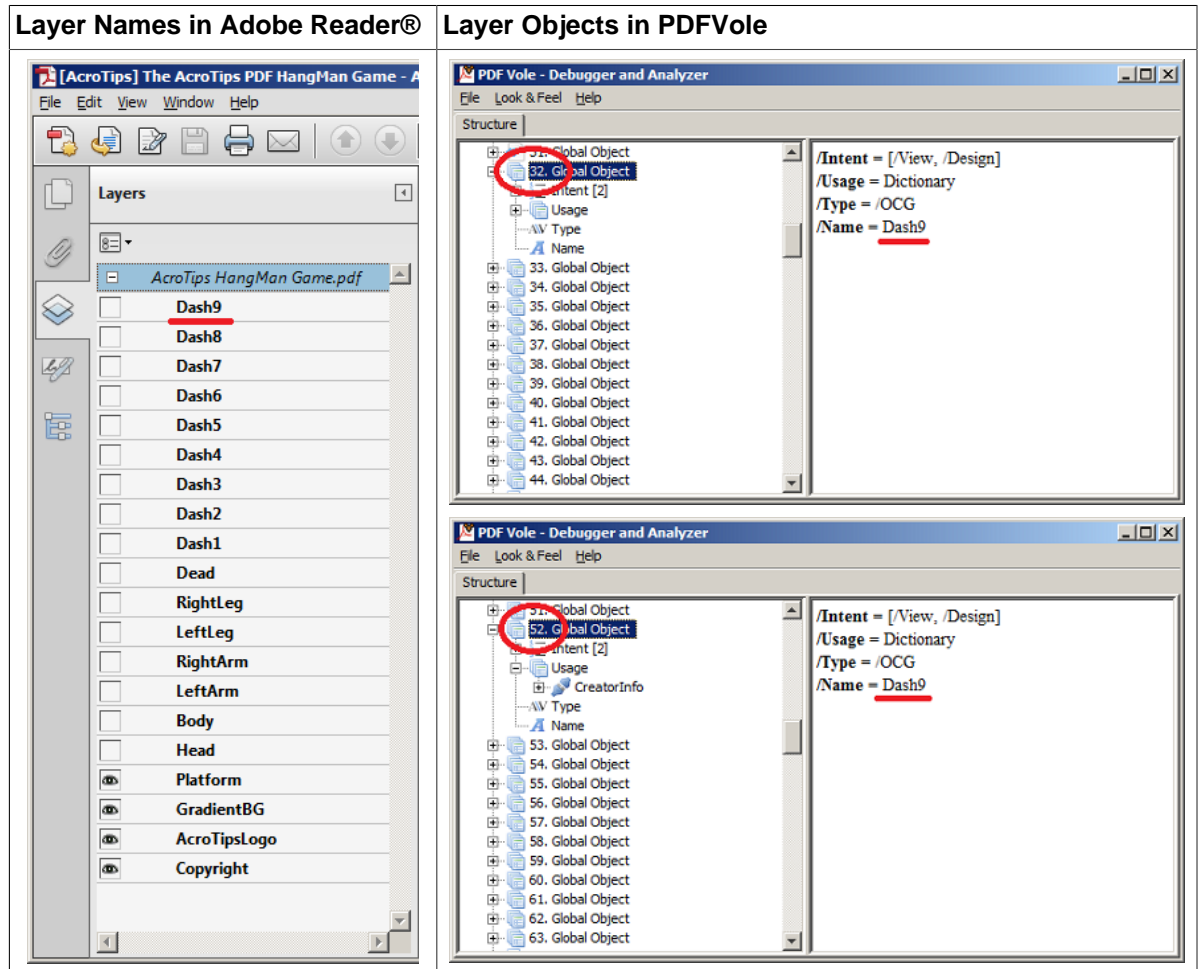 Layer Names in Adobe Reader®
Layer Objects in PDFVole
[AcroTips] The AcroTips PDF HangMan Game - A
File Edit View Window Help
Layers
AcroTips HangMan Game.pdf
Dash9
Dash8
Dash7
Dash6
Dash5
Dash4
Dash3
Dash2
Dash1
Dead
RightLeg
LeftLeg
RightArm
LeftArm
Body
Head
Platform
GradientBG
AcroTipsLogo
Copyright
PDF Vole - Debugger and Analyzer
File Look & Feel Help
Structure
31. Global Object
32. Global Object
Intent [2]
Usage
Type
Name
33. Global Object
34. Global Object
35. Global Object
36. Global Object
37. Global Object
38. Global Object
39. Global Object
40. Global Object
41. Global Object
42. Global Object
43. Global Object
44. Global Object
/Intent = [/View, /Design]
/Usage = Dictionary
/Type = /OCG
/Name = Dash9
PDF Vole - Debugger and Analyzer
File Look & Feel Help
Structure
51. Global Object
52. Global Object
Intent [2]
Usage
CreatorInfo
Type
Name
53. Global Object
54. Global Object
55. Global Object
56. Global Object
57. Global Object
58. Global Object
59. Global Object
60. Global Object
61. Global Object
62. Global Object
63. Global Object
/Intent = [/View, /Design]
/Usage = Dictionary
/Type = /OCG
/Name = Dash9